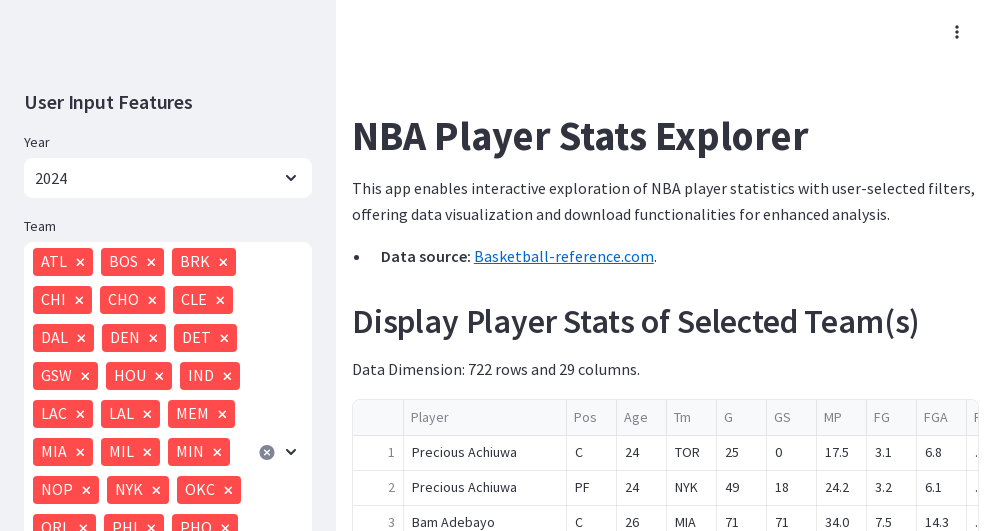 User Input Features
Year
2024
Team
ATL BOS BRK
CHI CHO CLE
DAL DEN DET
GSW HOU IND
LAC LAL MEM
MIA MIL MIN
NOP NYK OKC
ORL PHI PHO
NBA Player Stats Explorer
This app enables interactive exploration of NBA player statistics with user-selected filters,
offering data visualization and download functionalities for enhanced analysis.
• Data source: Basketball-reference.com.
Display Player Stats of Selected Team(s)
Data Dimension: 722 rows and 29 columns.
Player Pos Age Tm G GS MP FG FGA
1 Precious Achiuwa C 24 TOR 25 0 17.5 3.1 6.8
2 Precious Achiuwa PF 24 NYK 49 18 24.2 3.2 6.1
3 Bam Adebayo C 26 MIA 71 71 34.0 7.5 14.3